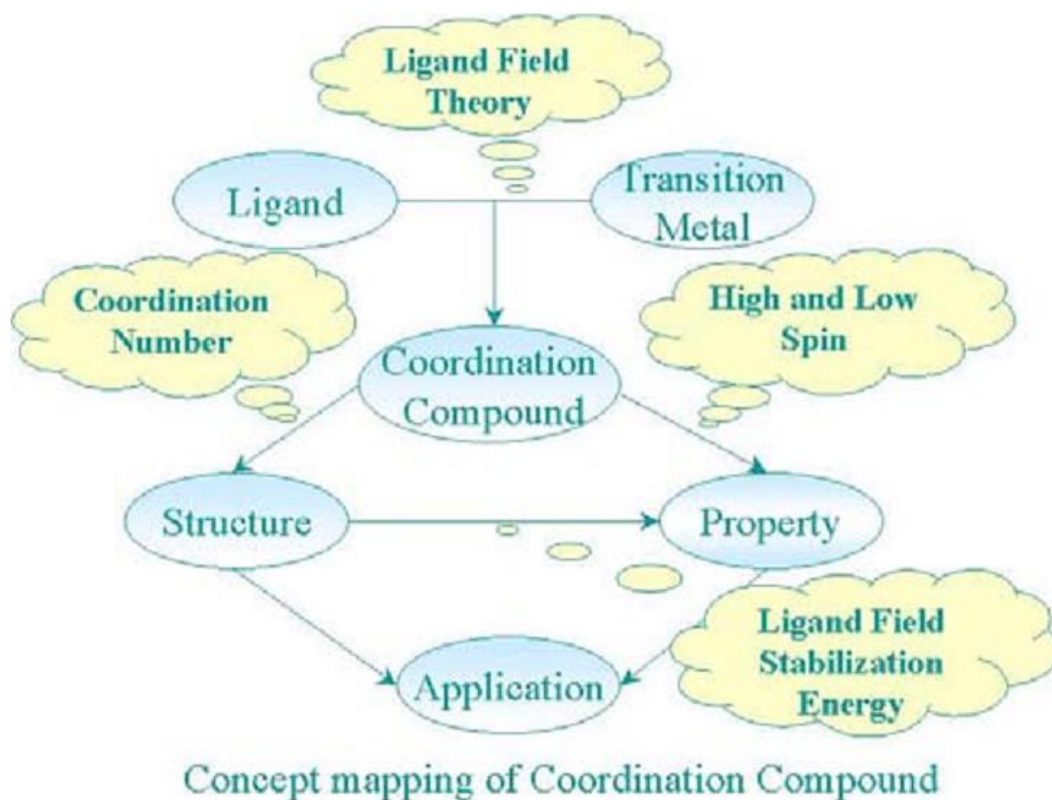 Ligand Field
Theory
Ligand
Transition
Metal
Coordination
Number
High and Low
Spin
Coordination
Compound
Structure
Property
Ligand Field
Stabilization
Energy
Application
Concept mapping of Coordination Compound